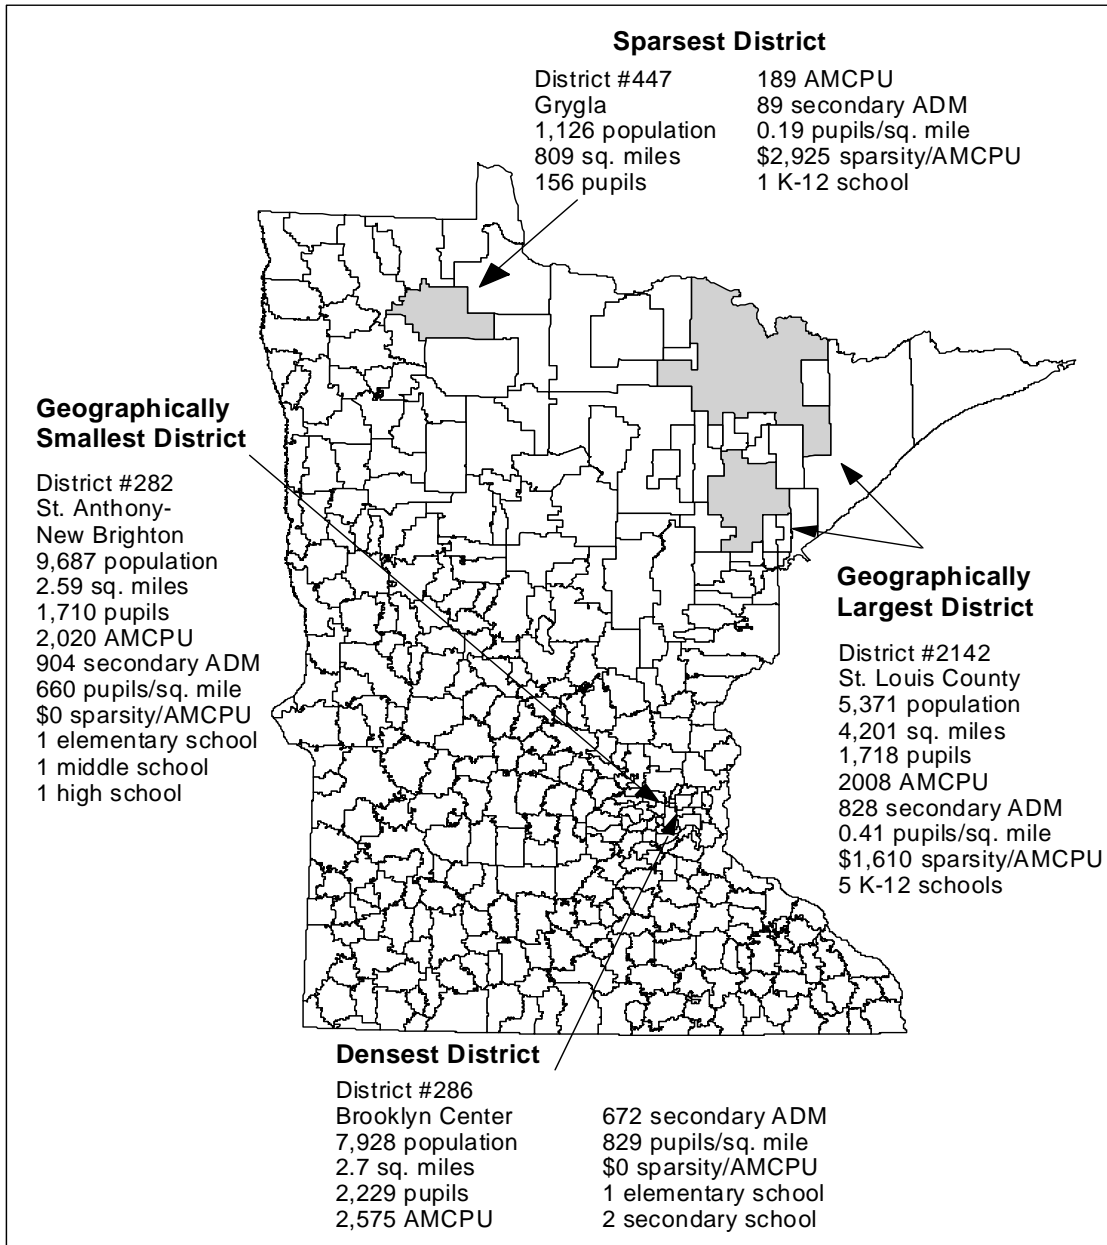 Sparsest District
District #447
Grygla
1,126 population
809 sq. miles
156 pupils
189 AMCPU
89 secondary ADM
0.19 pupils/sq. mile
$2,925 sparsity/AMCPU
1 K-12 school
Geographically
Smallest District
District #282
St. Anthony-
New Brighton
9,687 population
2.59 sq. miles
1,710 pupils
2,020 AMCPU
904 secondary ADM
660 pupils/sq. mile
$0 sparsity/AMCPU
1 elementary school
1 middle school
1 high school
Geographically
Largest District
District #2142
St. Louis County
5,371 population
4,201 sq. miles
1,718 pupils
2008 AMCPU
828 secondary ADM
0.41 pupils/sq. mile
$1,610 sparsity/AMCPU
5 K-12 schools
Densest District
District #286
Brooklyn Center
7,928 population
2.7 sq. miles
2,229 pupils
2,575 AMCPU
672 secondary ADM
829 pupils/sq. mile
$0 sparsity/AMCPU
1 elementary school
2 secondary school